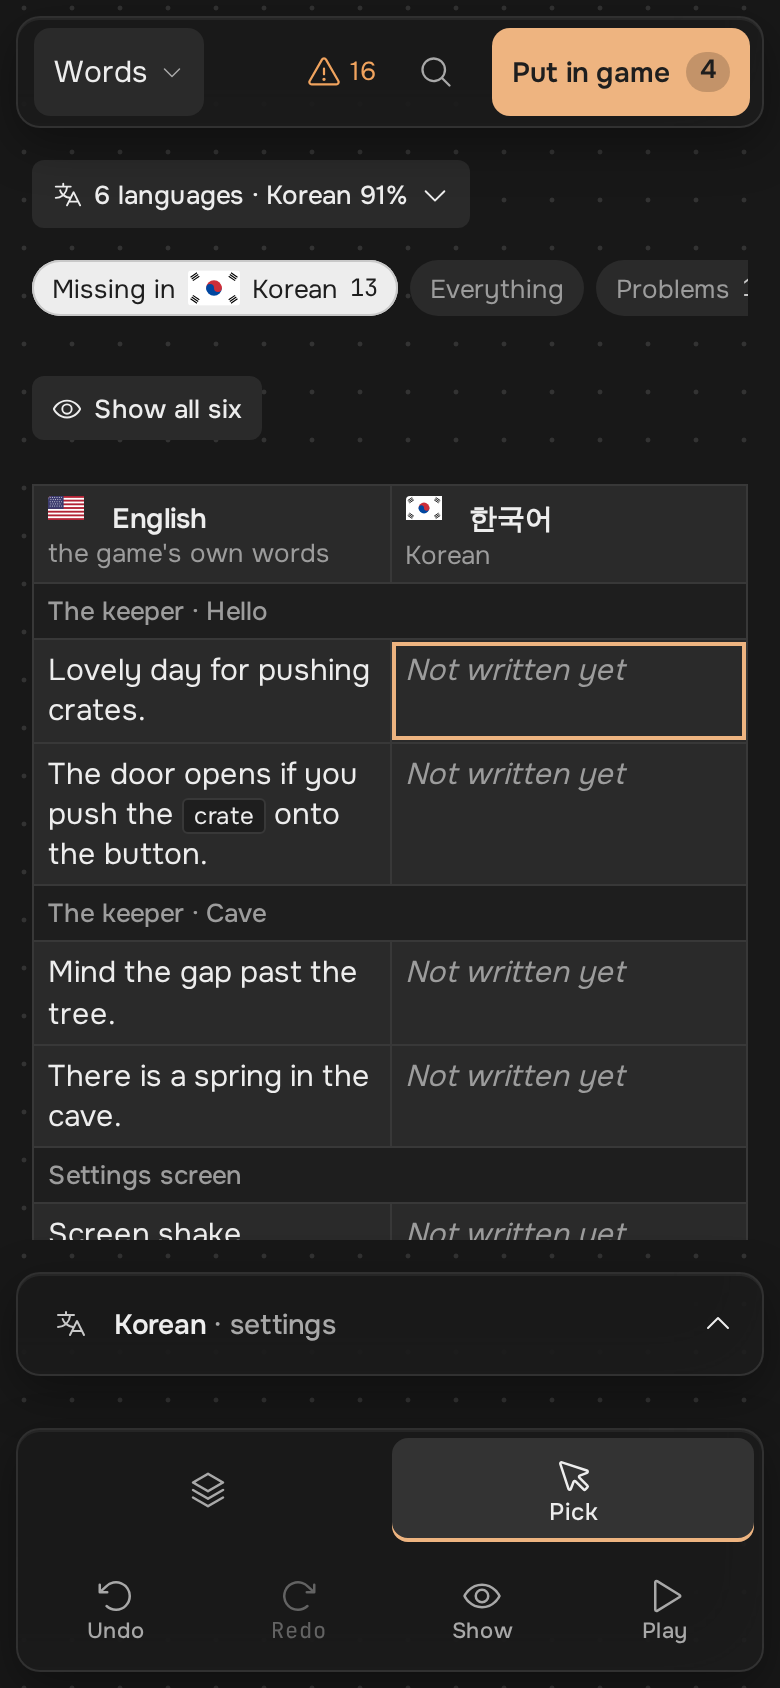 Words
16
Put in game 4
6 languages · Korean 91%
Missing in Korean 13
Everything
Problems
Show all six
English
the game's own words
한국어
Korean
The keeper · Hello
Lovely day for pushing
crates.
Not written yet
The door opens if you
push the crate onto
the button.
Not written yet
The keeper · Cave
Mind the gap past the
tree.
Not written yet
There is a spring in the
cave.
Not written yet
Settings screen
Screen shake
Not written yet
Korean · settings
Pick
Undo
Redo
Show
Play